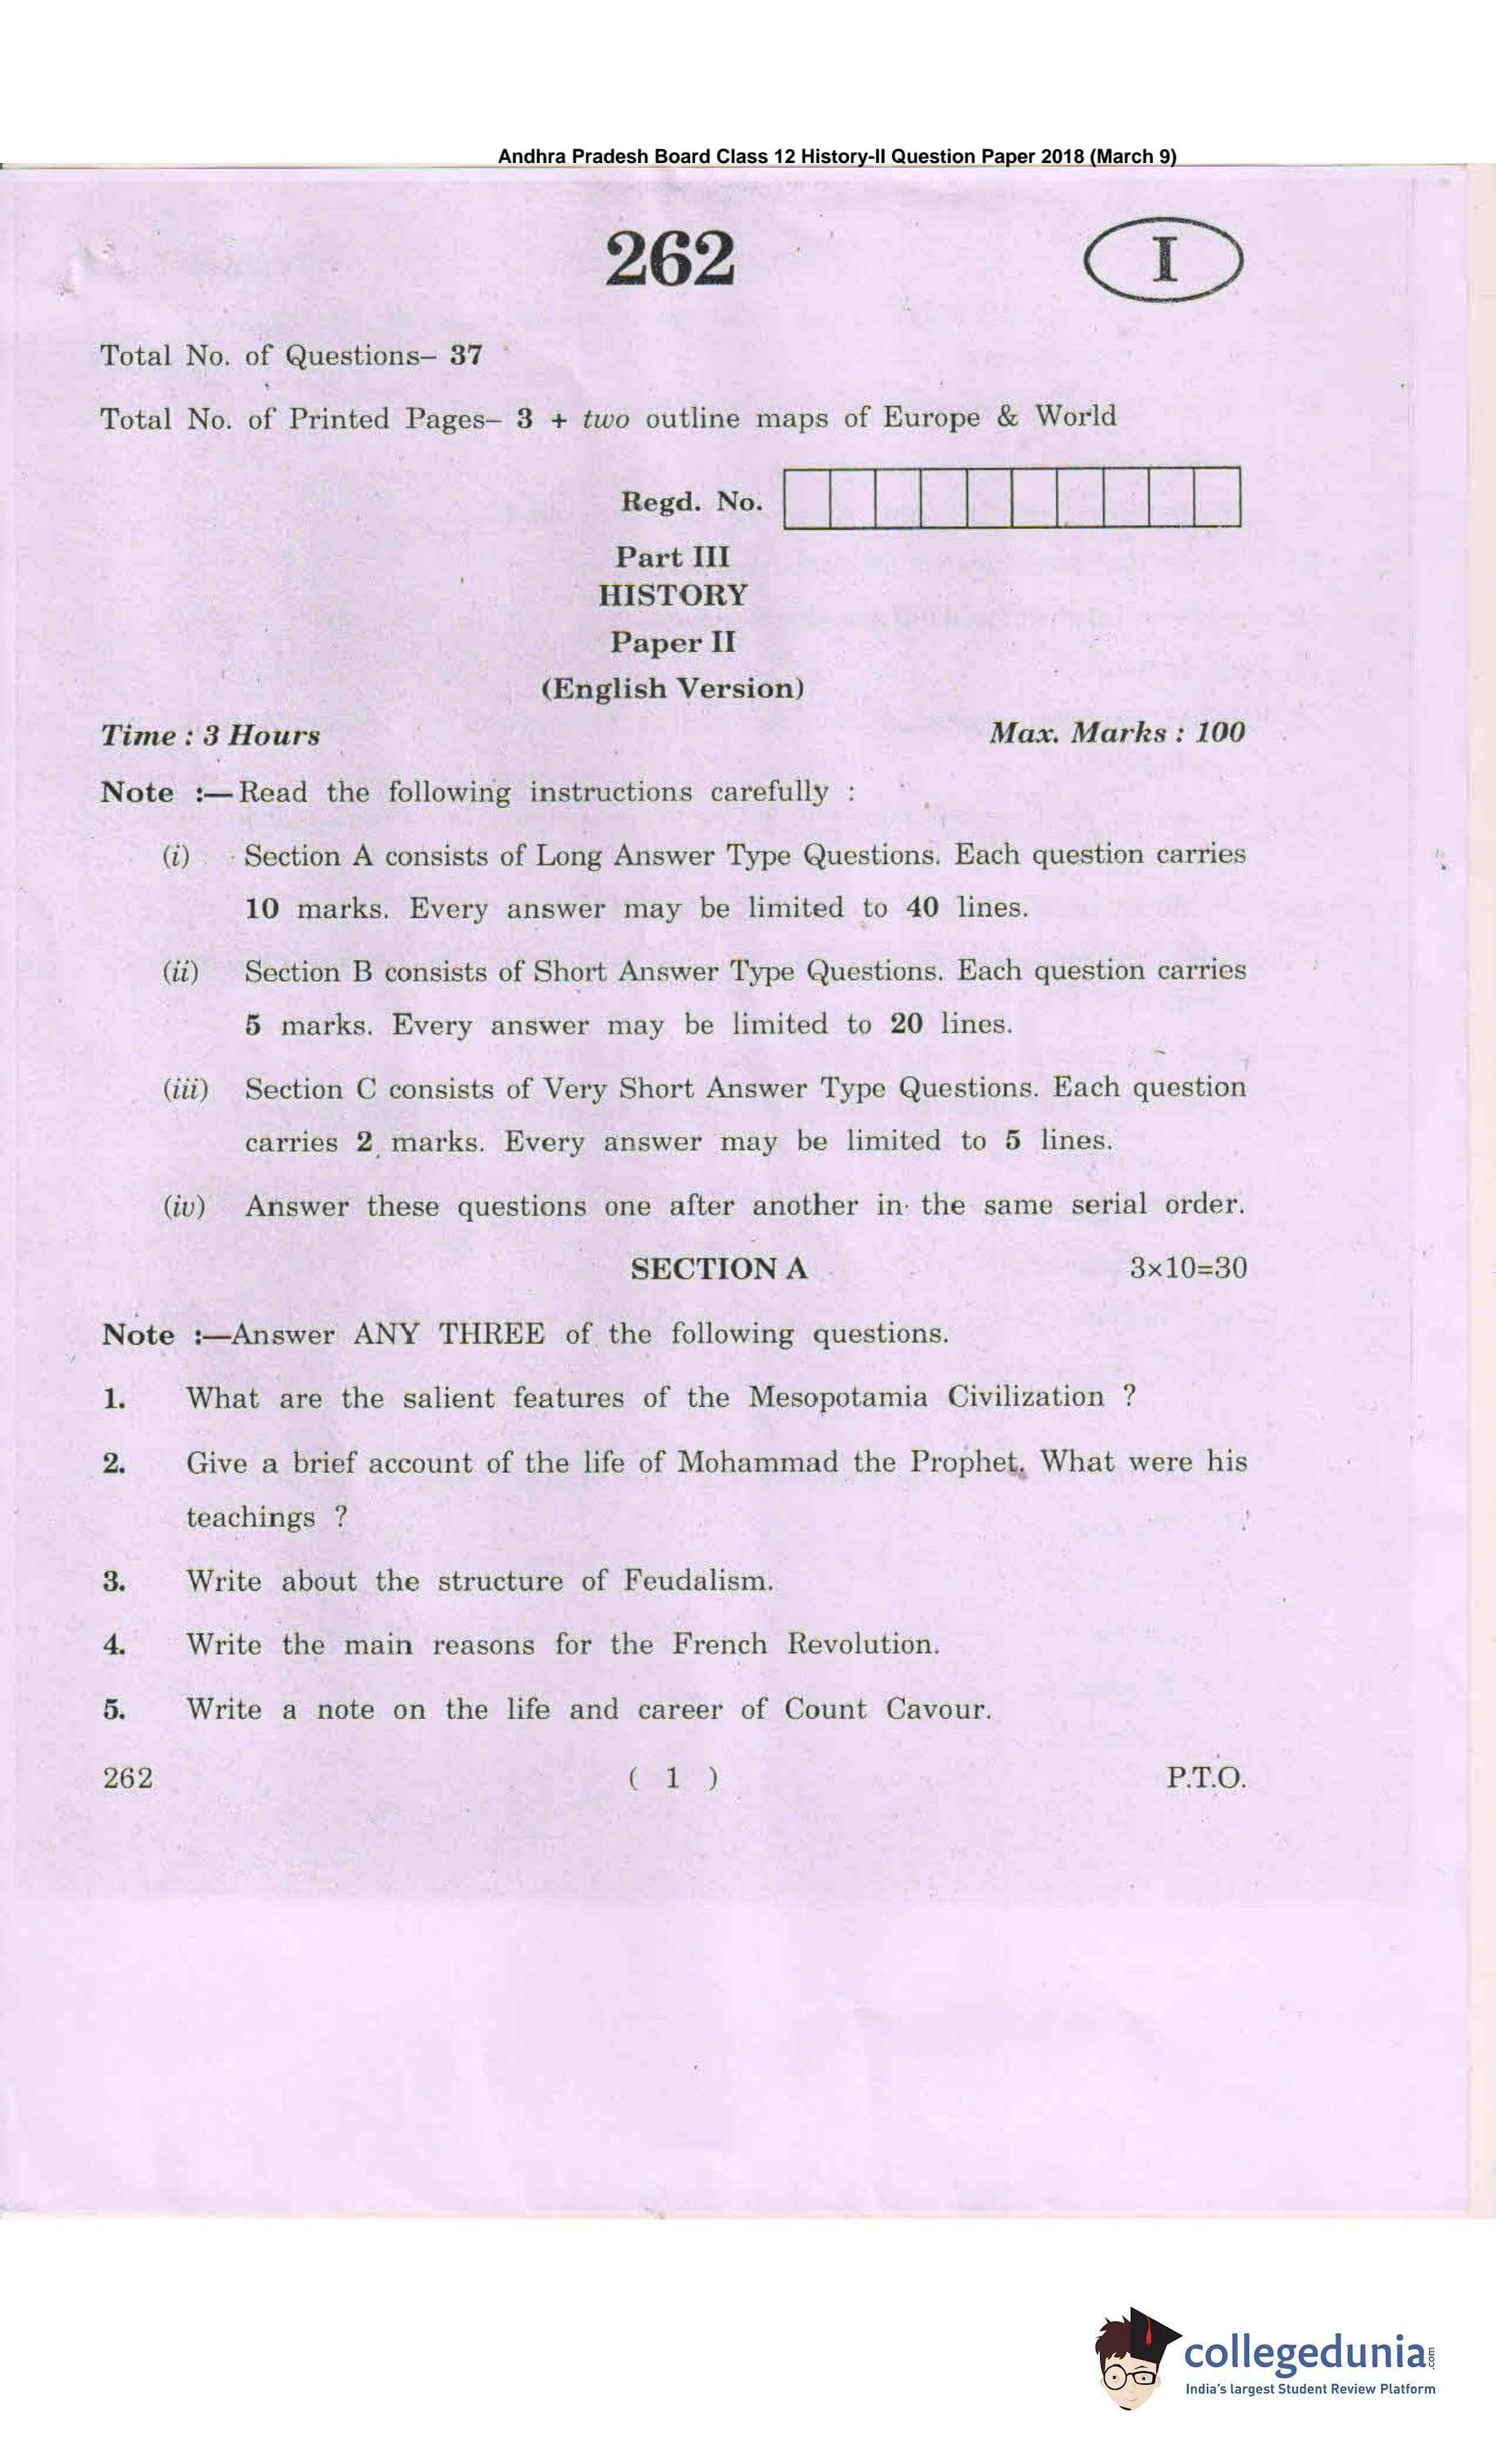 Andhra Pradesh Board Class 12 History-II Question Paper 2018 (March 9)
262
I
Total No. of Questions– 37
Total No. of Printed Pages– 3 + two outline maps of Europe & World
Regd. No.
Part III
HISTORY
Paper II
(English Version)
Time : 3 Hours Max. Marks : 100
Note :—Read the following instructions carefully :
(i) Section A consists of Long Answer Type Questions. Each question carries
10 marks. Every answer may be limited to 40 lines.
(ii) Section B consists of Short Answer Type Questions. Each question carries
5 marks. Every answer may be limited to 20 lines.
(iii) Section C consists of Very Short Answer Type Questions. Each question
carries 2 marks. Every answer may be limited to 5 lines.
(iv) Answer these questions one after another in the same serial order.
SECTION A 3×10=30
Note :—Answer ANY THREE of the following questions.
1. What are the salient features of the Mesopotamia Civilization ?
2. Give a brief account of the life of Mohammad the Prophet. What were his
teachings ?
3. Write about the structure of Feudalism.
4. Write the main reasons for the French Revolution.
5. Write a note on the life and career of Count Cavour.
262 ( 1 ) P.T.O.
collegedunia.com
India's largest Student Review Platform